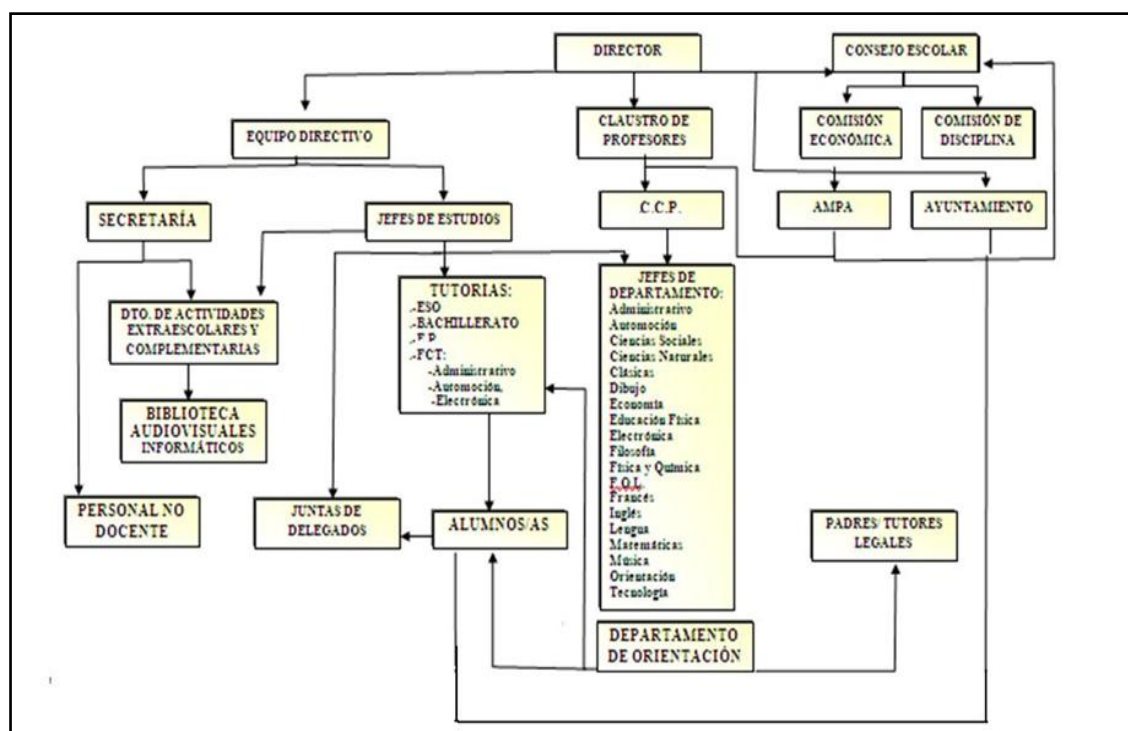 DIRECTOR
CONSEJO ESCOLAR
EQUIPO DIRECTIVO
CLAUSTRO DE
PROFESORES
COMISIÓN
ECONÓMICA
COMISIÓN DE
DISCIPLINA
SECRETARÍA
JEFES DE ESTUDIOS
C.C.P.
AMPA
AYUNTAMIENTO
DTO. DE ACTIVIDADES
EXTRAESCOLARES Y
COMPLEMENTARIAS
TUTORIAS:
.-ESO
.-BACHILLERATO
.-F.P.
.-FCT:
-Administrativo
-Automoción,
-Electrónica
JEFES DE
DEPARTAMENTO:
Administrativo
Automoción
Ciencias Sociales
Ciencias Naturales
Clásicas
Dibujo
Economía
Educación Física
Electrónica
Filosofía
Física y Química
F.O.L.
Francés
Inglés
Lengua
Matemáticas
Música
Orientación
Tecnología
BIBLIOTECA
AUDIOVISUALES
INFORMÁTICOS
PERSONAL NO
DOCENTE
JUNTAS DE
DELEGADOS
ALUMNOS/AS
PADRES/ TUTORES
LEGALES
DEPARTAMENTO
DE ORIENTACIÓN